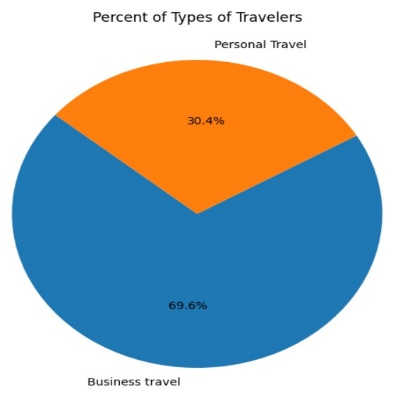 Percent of Types of Travelers
Personal Travel
30.4%
69.6%
Business travel